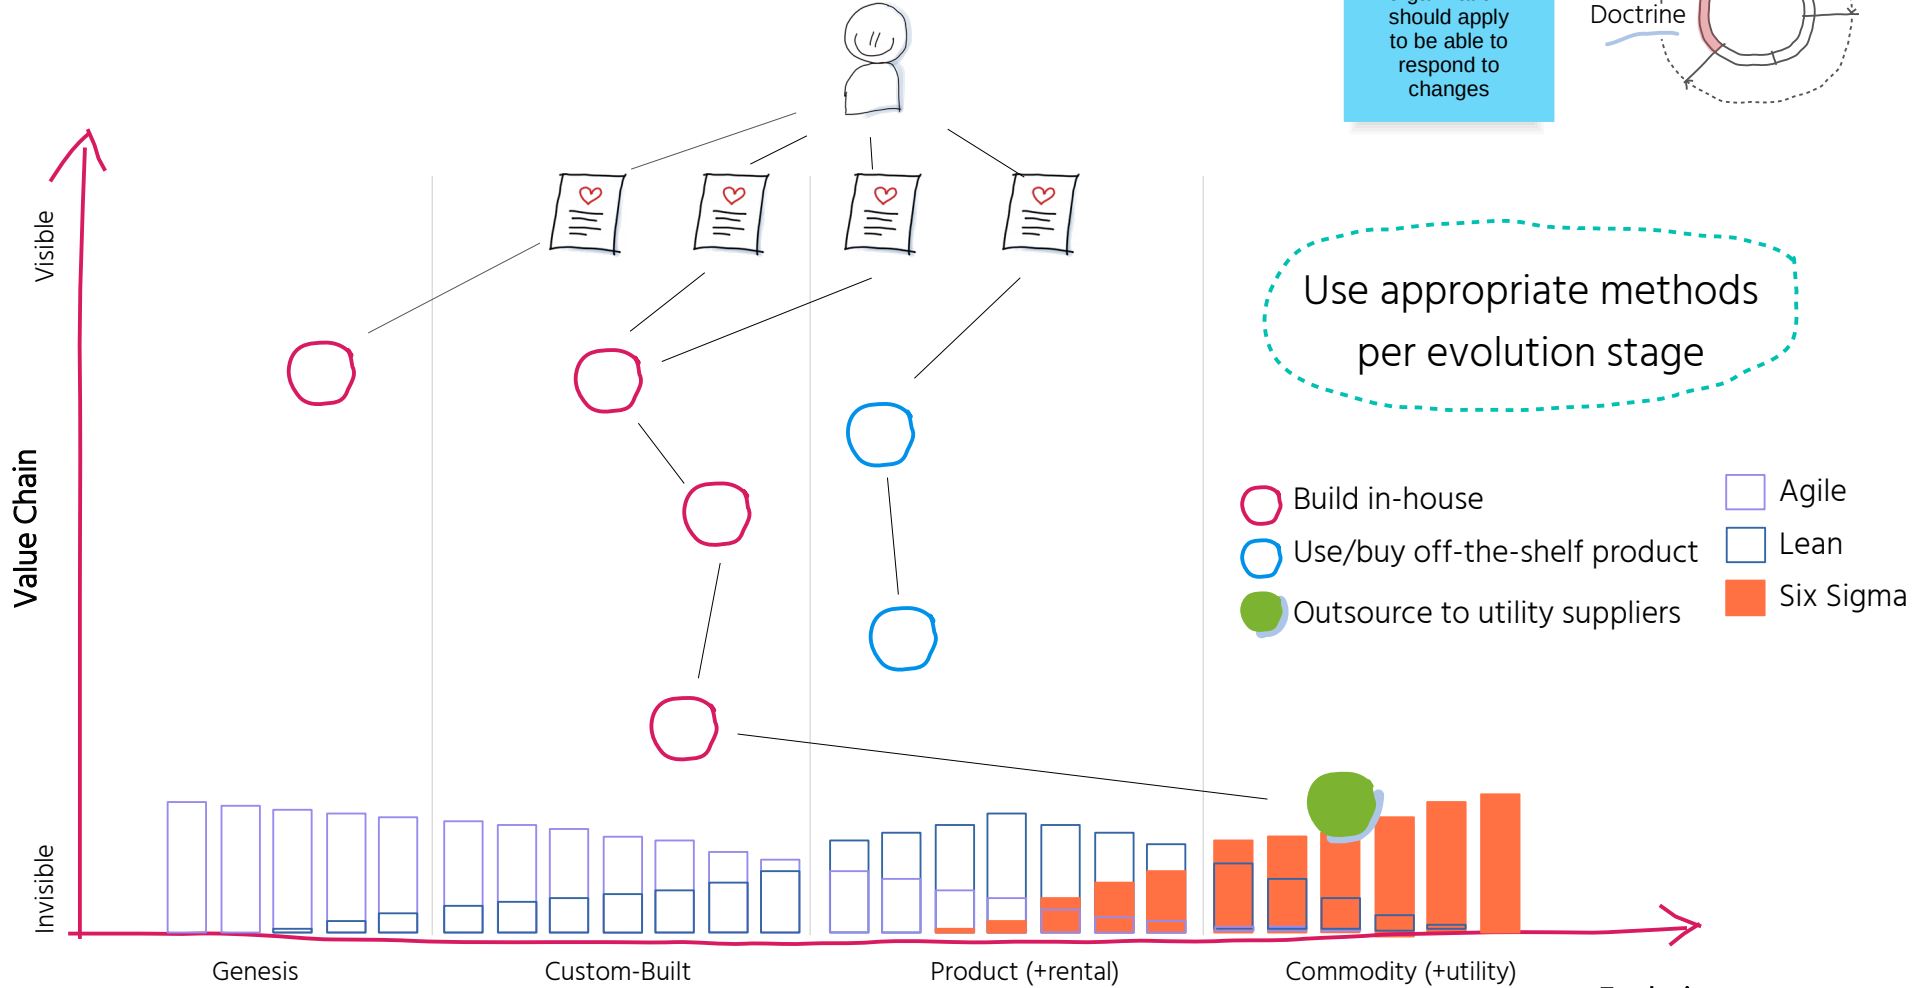 should apply
to be able to
respond to
changes
Doctrine
Visible
Value Chain
Invisible
Use appropriate methods
per evolution stage
Build in-house
Use/buy off-the-shelf product
Outsource to utility suppliers
Agile
Lean
Six Sigma
Genesis
Custom-Built
Product (+rental)
Commodity (+utility)